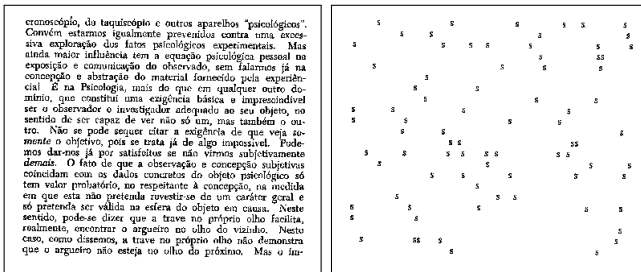 cronoscópio, do taquiscópio e outros aparelhos “psicológicos”.
Convém estarmos igualmente prevenidos contra uma exces-
siva exploração dos fatos psicológicos experimentais. Mas
ainda maior influência tem a equação psicológica pessoal na
exposição e comunicação do observado, sem falarmos já na
concepção e abstração do material fornecido pela experiên-
cia! É na Psicologia, mais do que em qualquer outro do-
mínio, que constitui uma exigência básica e imprescindível
ser o observador e investigador adequado ao seu objeto, no
sentido de ser capaz de ver não só um, mas também o ou-
tro. Não se pode sequer citar a exigência de que veja so-
mente o objetivo, pois se trata já de algo impossível. Pode-
mos dar-nos já por satisfeitos se não virmos subjetivamente
demais. O fato de que a observação e concepção subjetivas
coincidam com os dados concretos do objeto psicológico só
tem valor probatório, no respeitante à concepção, na medida
em que esta não pretenda revestir-se de um caráter geral e
só pretenda ser válida na esfera do objeto em causa. Neste
sentido, pode-se dizer que a trave no próprio olho facilita,
realmente, encontrar o argueiro no olho do vizinho. Neste
caso, como dissemos, a trave no próprio olho não demonstra
que o argueiro não esteja no olho do próximo. Mas o im-